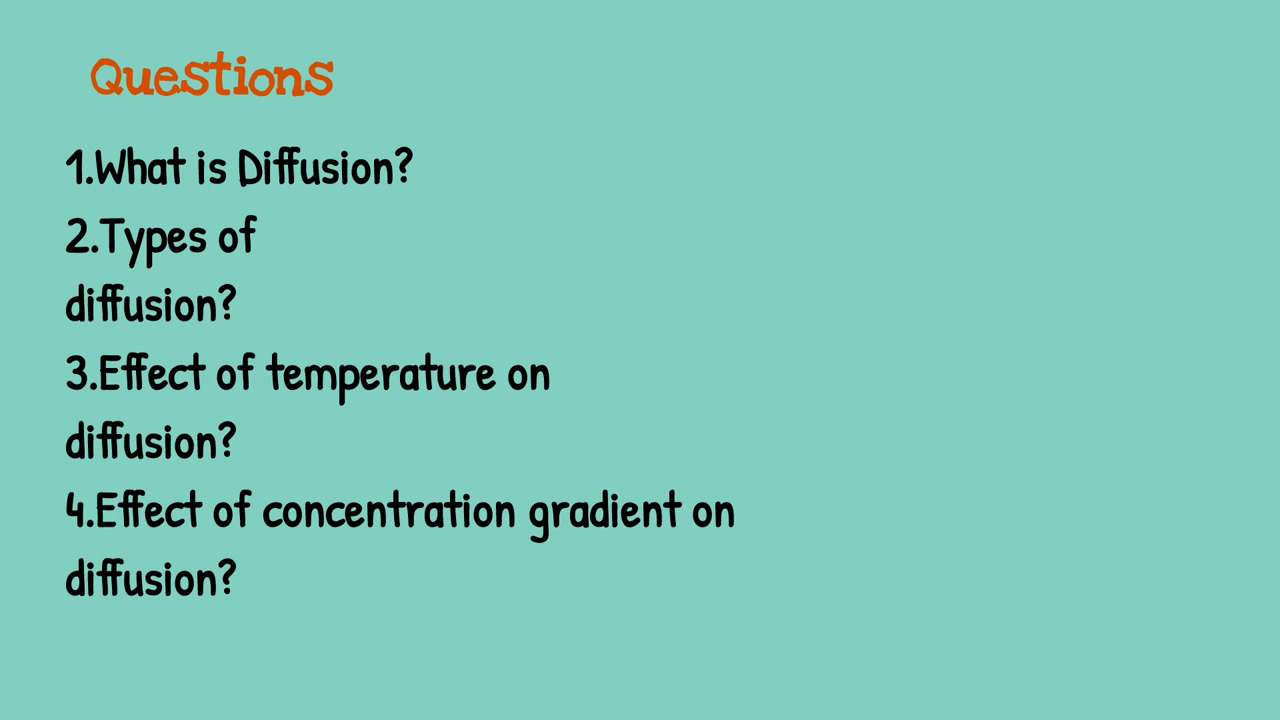 Questions
1.What is Diffusion?
2.Types of
diffusion?
3.Effect of temperature on
diffusion?
4.Effect of concentration gradient on
diffusion?